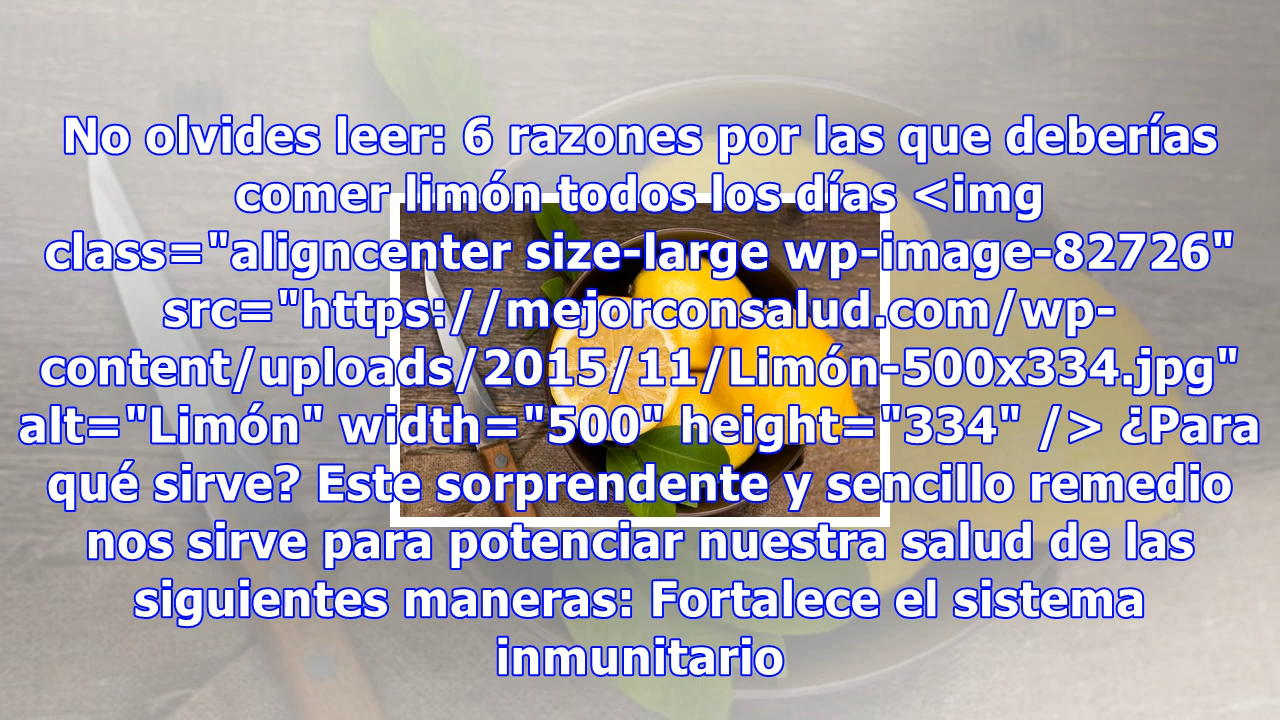 No olvides leer: 6 razones por las que deberías
comer limón todos los días <img
class="aligncenter size-large wp-image-82726"
src="https://mejorconsalud.com/wp-
content/uploads/2015/11/Limón-500x334.jpg"
alt="Limón" width="500" height="334" /> ¿Para
qué sirve? Este sorprendente y sencillo remedio
nos sirve para potenciar nuestra salud de las
siguientes maneras: Fortalece el sistema
inmunitario